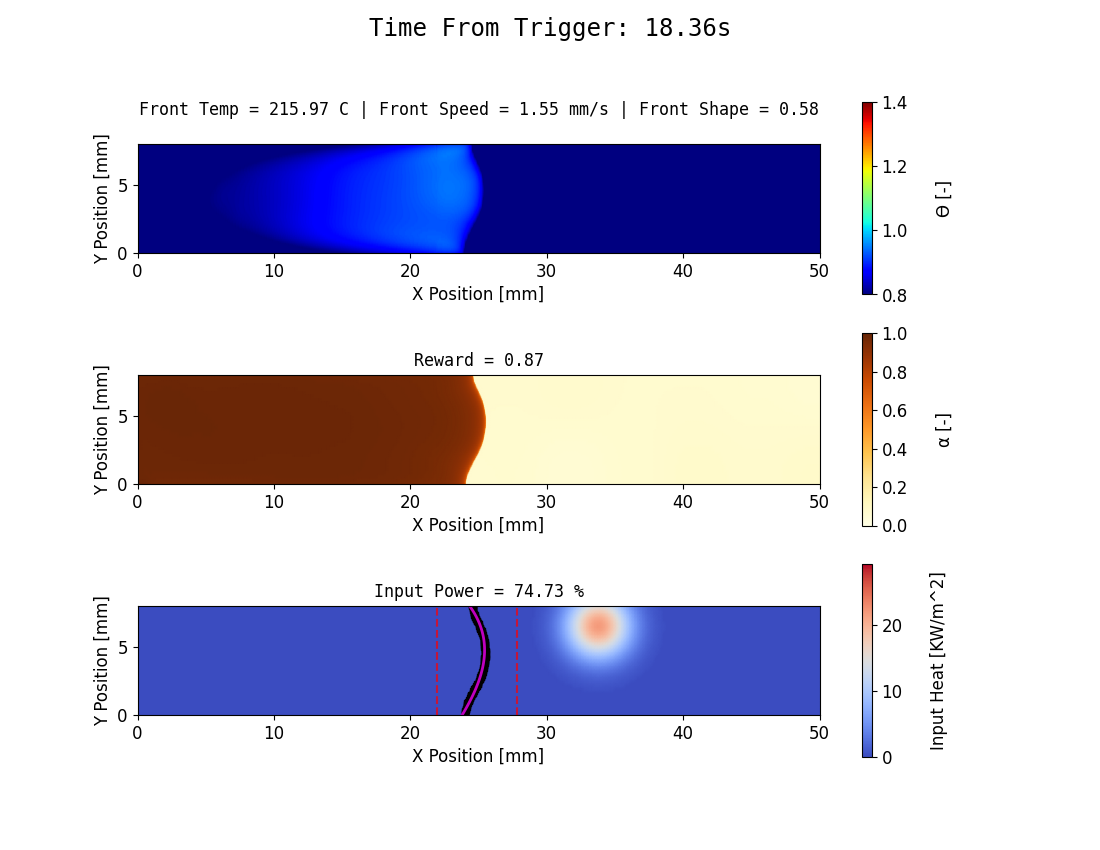 Time From Trigger: 18.36s
Front Temp = 215.97 C | Front Speed = 1.55 mm/s | Front Shape = 0.58
Y Position [mm]
5
0
0 10 20 30 40 50
X Position [mm]
1.4
1.2
1.0
0.8
Θ [-]
Reward = 0.87
Y Position [mm]
5
0
0 10 20 30 40 50
X Position [mm]
1.0
0.8
0.6
0.4
0.2
0.0
α [-]
Input Power = 74.73 %
Y Position [mm]
5
0
0 10 20 30 40 50
X Position [mm]
20
10
0
Input Heat [KW/m^2]